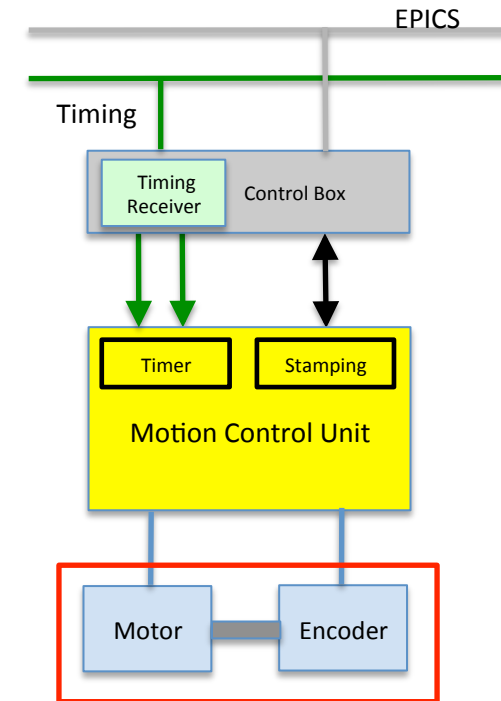 EPICS
Timing
Timing
Receiver
Control Box
Timer
Stamping
Motion Control Unit
Motor
Encoder